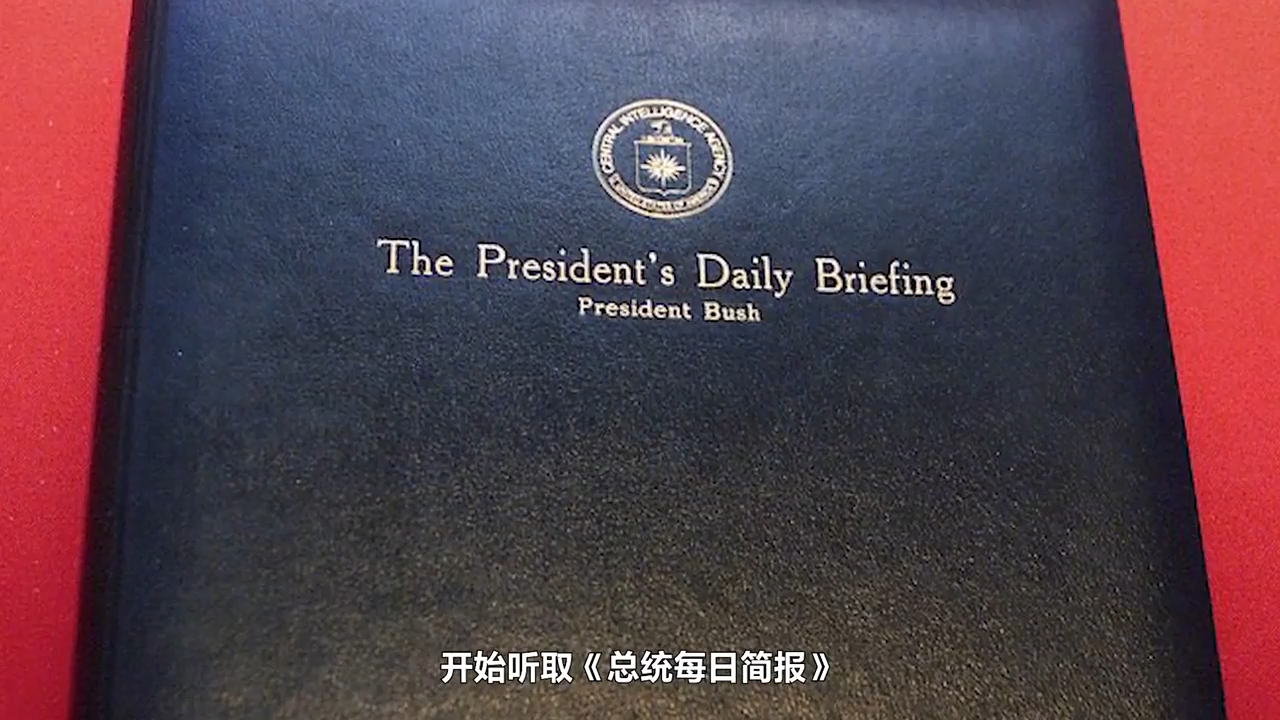 CENTRAL INTELLIGENCE AGENCY
The President's Daily Briefing
President Bush
开始听取《总统每日简报》